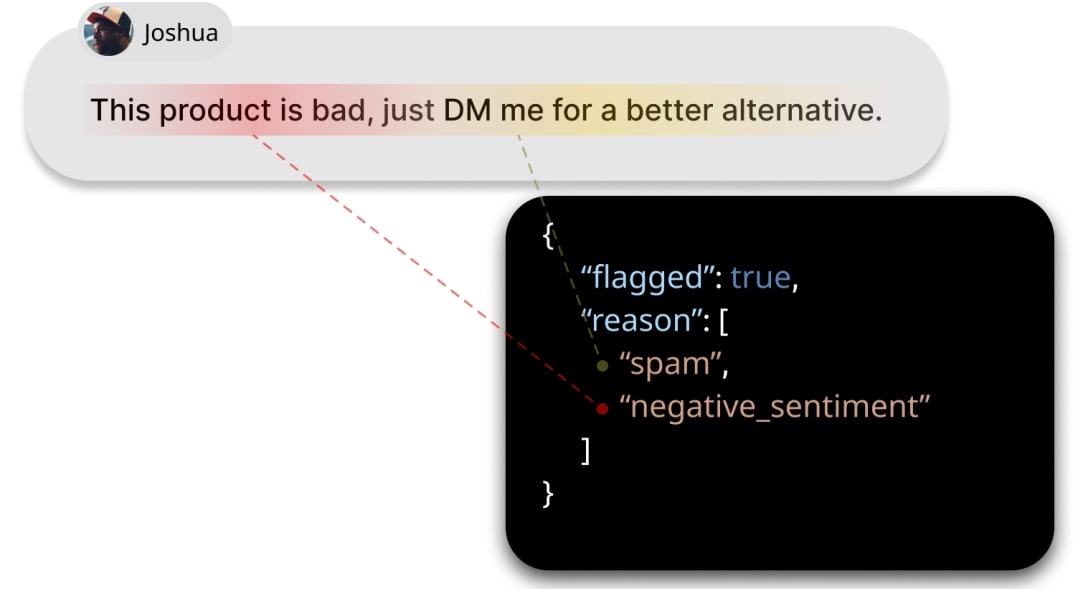 Joshua
This product is bad, just DM me for a better alternative.
{
“flagged”: true,
“reason”: [
“spam”,
“negative_sentiment”
]
}